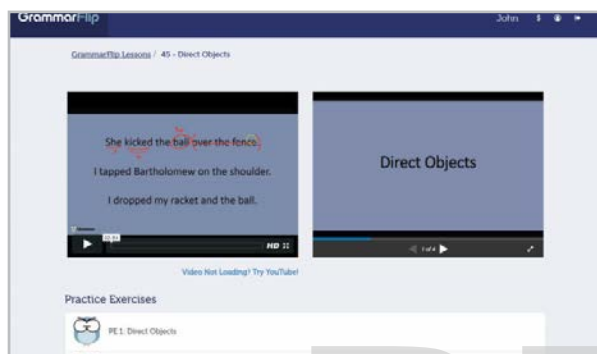 GrammarFlip
John
GrammarFlip Lessons / 45 - Direct Objects
She kicked the ball over the fence.
I tapped Bartholomew on the shoulder.
I dropped my racket and the ball.
HD
Direct Objects
1 of 4
Video Not Loading? Try YouTube!
Practice Exercises
PE 1: Direct Objects